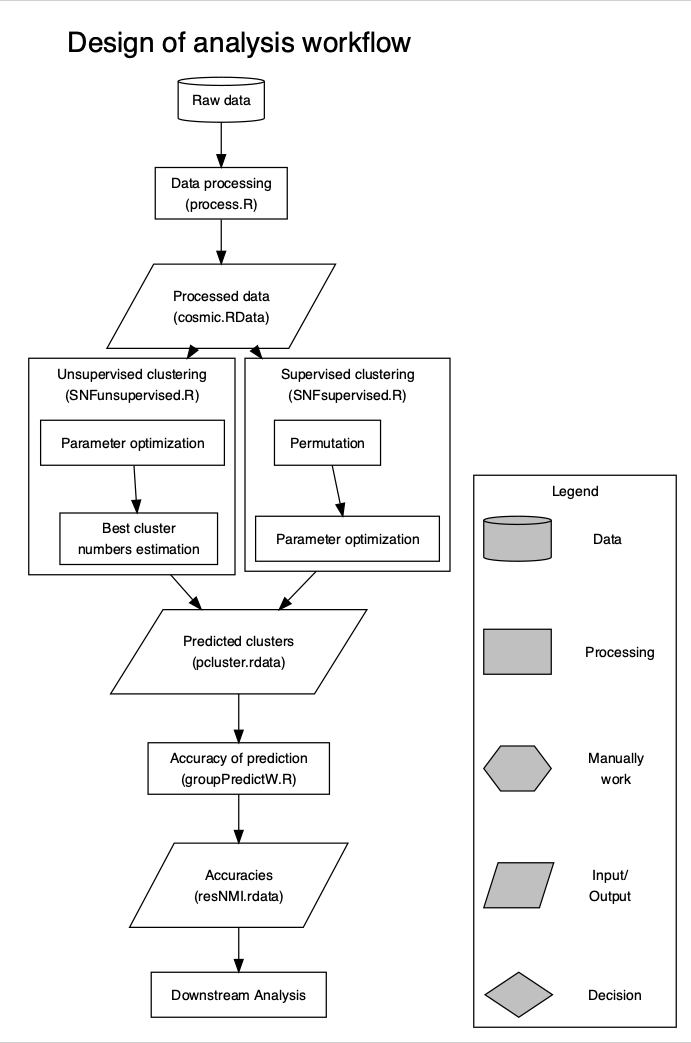 Design of analysis workflow
Raw data
Data processing
(process.R)
Processed data
(cosmic.RData)
Unsupervised clustering
(SNFunsupervised.R)
Parameter optimization
Best cluster
numbers estimation
Supervised clustering
(SNFsupervised.R)
Permutation
Parameter optimization
Predicted clusters
(pcluster.rdata)
Accuracy of prediction
(groupPredictW.R)
Accuracies
(resNMI.rdata)
Downstream Analysis
Legend
Data
Processing
Manually
work
Input/
Output
Decision